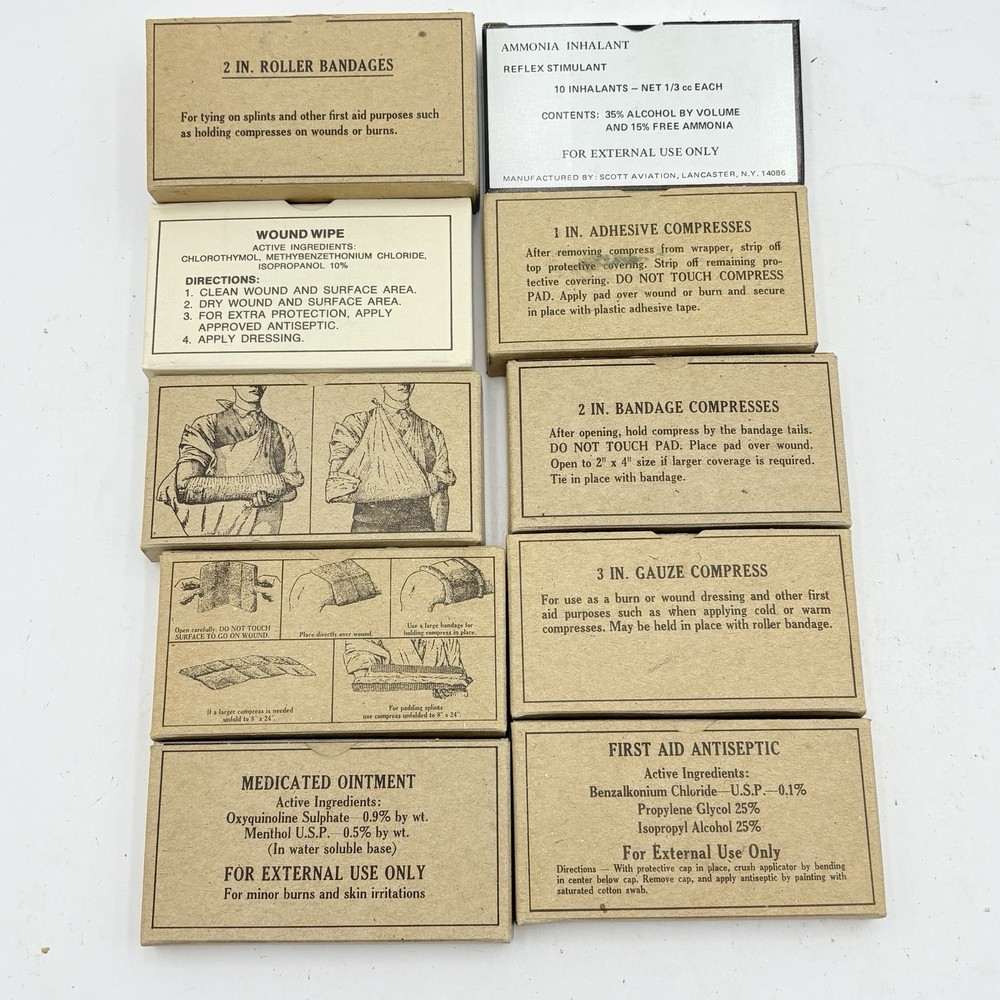 2 IN. ROLLER BANDAGES
For tying on splints and other first aid purposes such
as holding compresses on wounds or burns.
AMMONIA INHALANT
REFLEX STIMULANT
10 INHALANTS – NET 1/3 cc EACH
CONTENTS: 35% ALCOHOL BY VOLUME
AND 15% FREE AMMONIA
FOR EXTERNAL USE ONLY
MANUFACTURED BY: SCOTT AVIATION, LANCASTER, N.Y. 14086
WOUND WIPE
ACTIVE INGREDIENTS:
CHLOROTHYMOL, METHYBENZETHONIUM CHLORIDE,
ISOPROPANOL 10%
DIRECTIONS:
1. CLEAN WOUND AND SURFACE AREA.
2. DRY WOUND AND SURFACE AREA.
3. FOR EXTRA PROTECTION, APPLY
APPROVED ANTISEPTIC.
4. APPLY DRESSING.
1 IN. ADHESIVE COMPRESSES
After removing compress from wrapper, strip off
top protective covering. Strip off remaining pro-
tective covering. DO NOT TOUCH COMPRESS
PAD. Apply pad over wound or burn and secure
in place with plastic adhesive tape.
2 IN. BANDAGE COMPRESSES
After opening, hold compress by the bandage tails.
DO NOT TOUCH PAD. Place pad over wound.
Open to 2" x 4" size if larger coverage is required.
Tie in place with bandage.
Open carefully. DO NOT TOUCH
SURFACE TO GO ON WOUND.
Place directly over wound.
Use a large bandage for
holding compress in place.
If a larger compress is needed
unfold to 8" x 24".
For padding splints
use compress unfolded to 8" x 24".
3 IN. GAUZE COMPRESS
For use as a burn or wound dressing and other first
aid purposes such as when applying cold or warm
compresses. May be held in place with roller bandage.
MEDICATED OINTMENT
Active Ingredients:
Oxyquinoline Sulphate—0.9% by wt.
Menthol U.S.P.—0.5% by wt.
(In water soluble base)
FOR EXTERNAL USE ONLY
For minor burns and skin irritations
FIRST AID ANTISEPTIC
Active Ingredients:
Benzalkonium Chloride—U.S.P.—0.1%
Propylene Glycol 25%
Isopropyl Alcohol 25%
For External Use Only
Directions — With protective cap in place, crush applicator by bending
in center below cap. Remove cap, and apply antiseptic by painting with
saturated cotton swab.